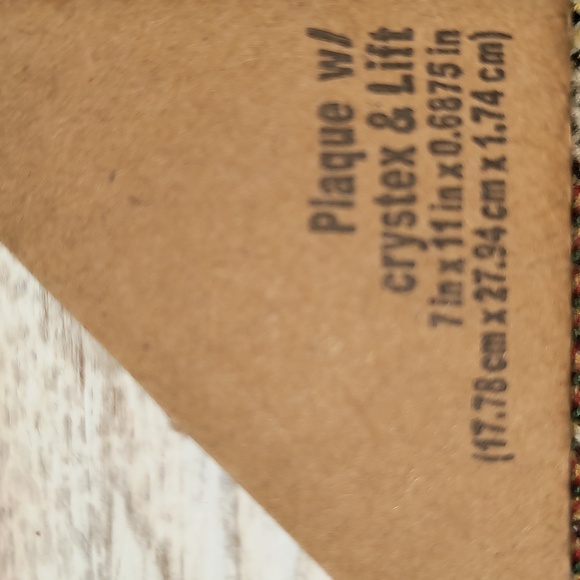 Plaque w/
crystex & Lift
7 in x 11 in x 0.6875 in
(17.78 cm x 27.94 cm x 1.74 cm)